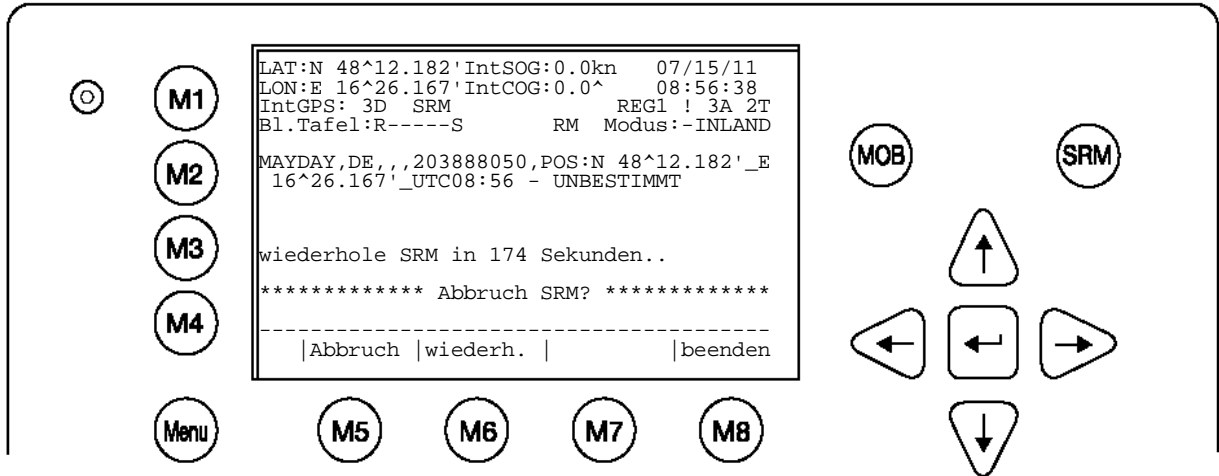 LAT:N 48^12.182'IntSOG:0.0kn 07/15/11
LON:E 16^26.167'IntCOG:0.0^ 08:56:38
IntGPS: 3D SRM REG1 ! 3A 2T
Bl.Tafel:R-----S RM Modus:-INLAND
MAYDAY,DE,,,203888050,POS:N 48^12.182'_E
16^26.167'_UTC08:56 - UNBESTIMMT
wiederhole SRM in 174 Sekunden..
************* Abbruch SRM? *************
----------------------------------------
|Abbruch |wiederh. | |beenden
M1
M2
M3
M4
Menu
M5
M6
M7
M8
MOB
SRM